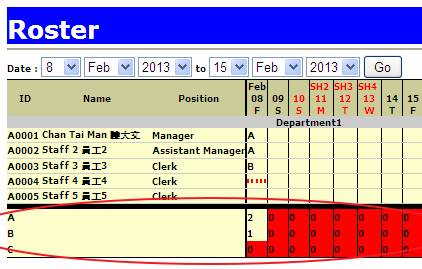 Roster
Date : 8 Feb 2013 to 15 Feb 2013 Go
Feb SH2 SH3 SH4
ID Name Position 08 09 10 11 12 13 14 15
F S S M T W T F
Department1
A0001 Chan Tai Man 陳大文 Manager A
A0002 Staff 2 員工2 Assistant Manager A
A0003 Staff 3 員工3 Clerk B
A0004 Staff 4 員工4 Clerk
A0005 Staff 5 員工5 Clerk
A 2 0 0 0 0 0 0 0
B 1 0 0 0 0 0 0 0
C 0 0 0 0 0 0 0 0